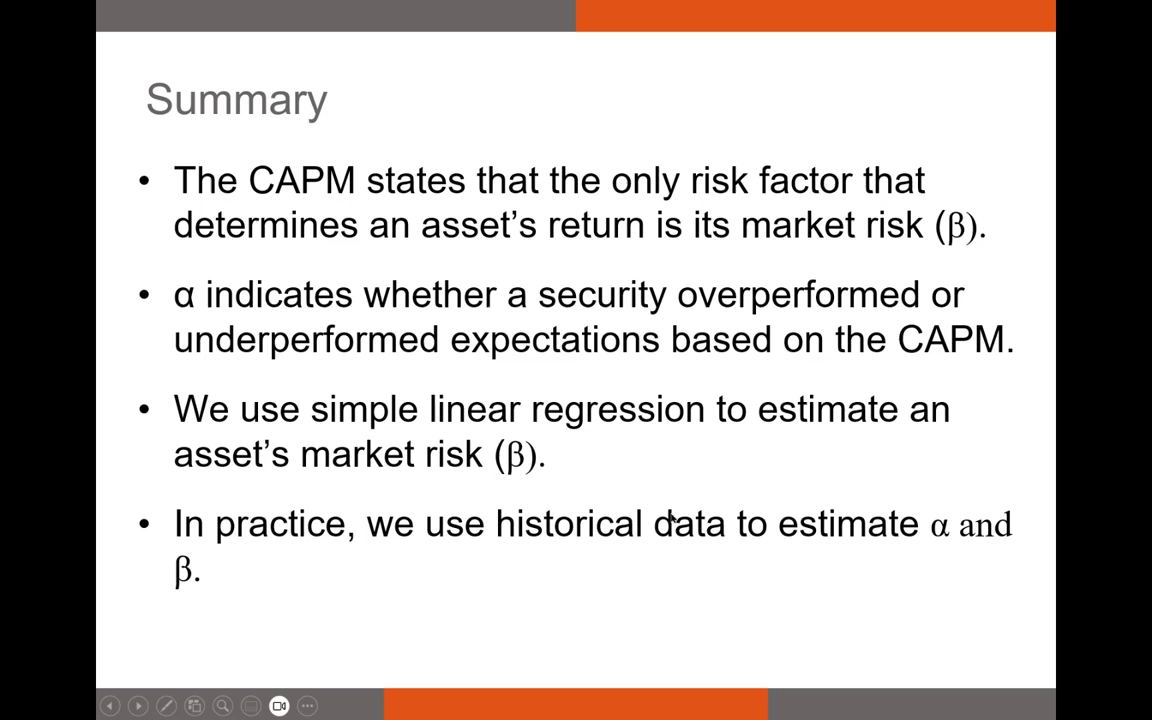 Summary
• The CAPM states that the only risk factor that
determines an asset’s return is its market risk (β).
• α indicates whether a security overperformed or
underperformed expectations based on the CAPM.
• We use simple linear regression to estimate an
asset’s market risk (β).
• In practice, we use historical data to estimate α and
β.